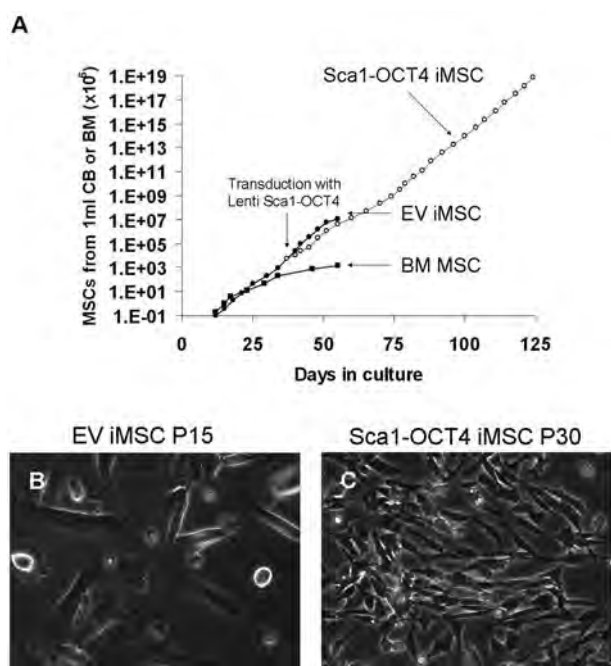 A
MSCs from 1ml CB or BM (x10⁶)
1.E+19
1.E+17
1.E+15
1.E+13
1.E+11
1.E+09
1.E+07
1.E+05
1.E+03
1.E+01
1.E-01
Sca1-OCT4 iMSC
Transduction with
Lenti Sca1-OCT4
EV iMSC
BM MSC
0 25 50 75 100 125
Days in culture
EV iMSC P15
Sca1-OCT4 iMSC P30
B
C